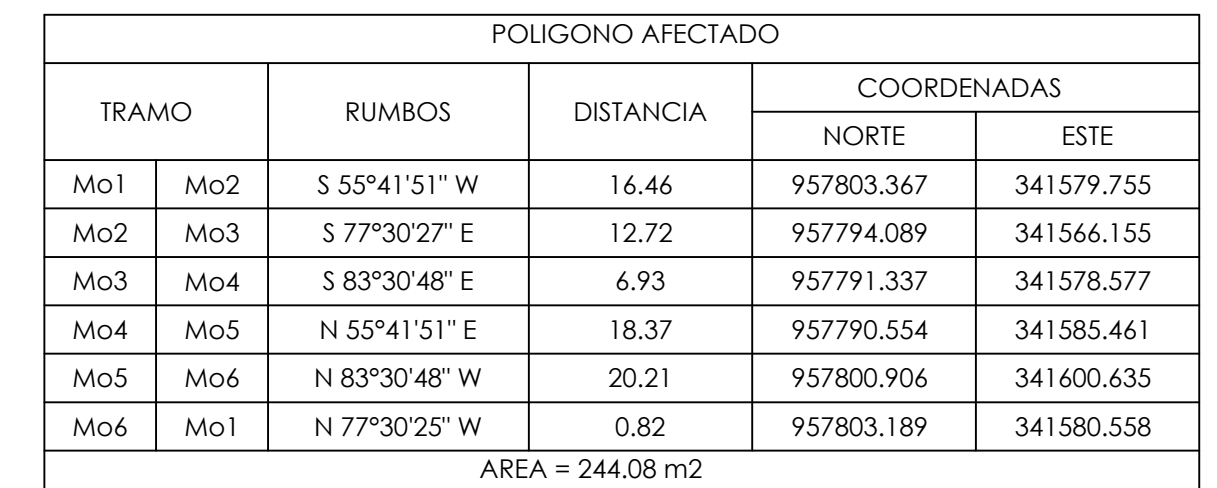 POLIGONO AFECTADO
TRAMO RUMBOS DISTANCIA COORDENADAS
NORTE ESTE
Mo1 Mo2 S 55°41'51" W 16.46 957803.367 341579.755
Mo2 Mo3 S 77°30'27" E 12.72 957794.089 341566.155
Mo3 Mo4 S 83°30'48" E 6.93 957791.337 341578.577
Mo4 Mo5 N 55°41'51" E 18.37 957790.554 341585.461
Mo5 Mo6 N 83°30'48" W 20.21 957800.906 341600.635
Mo6 Mo1 N 77°30'25" W 0.82 957803.189 341580.558
AREA = 244.08 m2